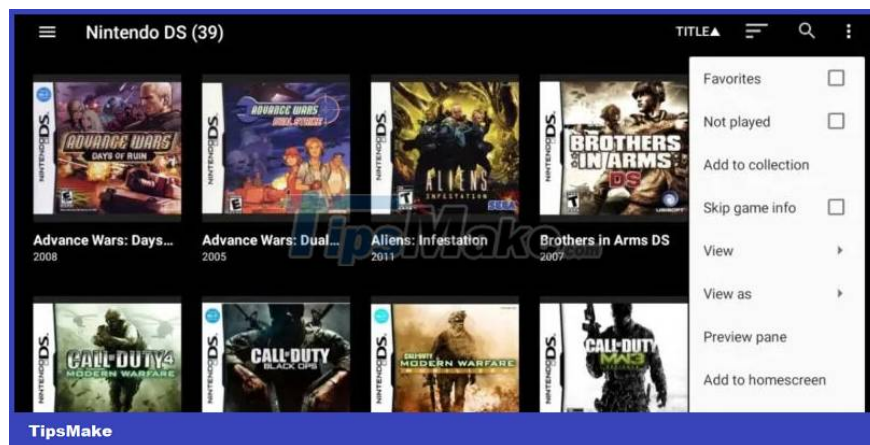 Nintendo DS (39)
TITLE▲
Favorites
Not played
Add to collection
Skip game info
View
View as
Preview pane
Add to homescreen
NINTENDO DS.
ADVANCE WARS
DAYS OF RUIN
NINTENDO DS.
ADVANCE WARS
DUAL STRIKE
NINTENDO DS.
ALIENS
INFESTATION
SEGA
NINTENDO DS.
BROTHERS
IN ARMS
DS
UBISOFT
TipsMake.com
Advance Wars: Days...
2008
Advance Wars: Dual...
2005
Aliens: Infestation
2011
Brothers in Arms DS
2007
NINTENDO DS.
CALL OF DUTY 4
MODERN WARFARE
NINTENDO DS.
CALL OF DUTY
BLACK OPS
NINTENDO DS.
CALL OF DUTY
MODERN WARFARE
MOBILIZED
NINTENDO DS.
CALL OF DUTY
MW3
DEFIANCE
TipsMake